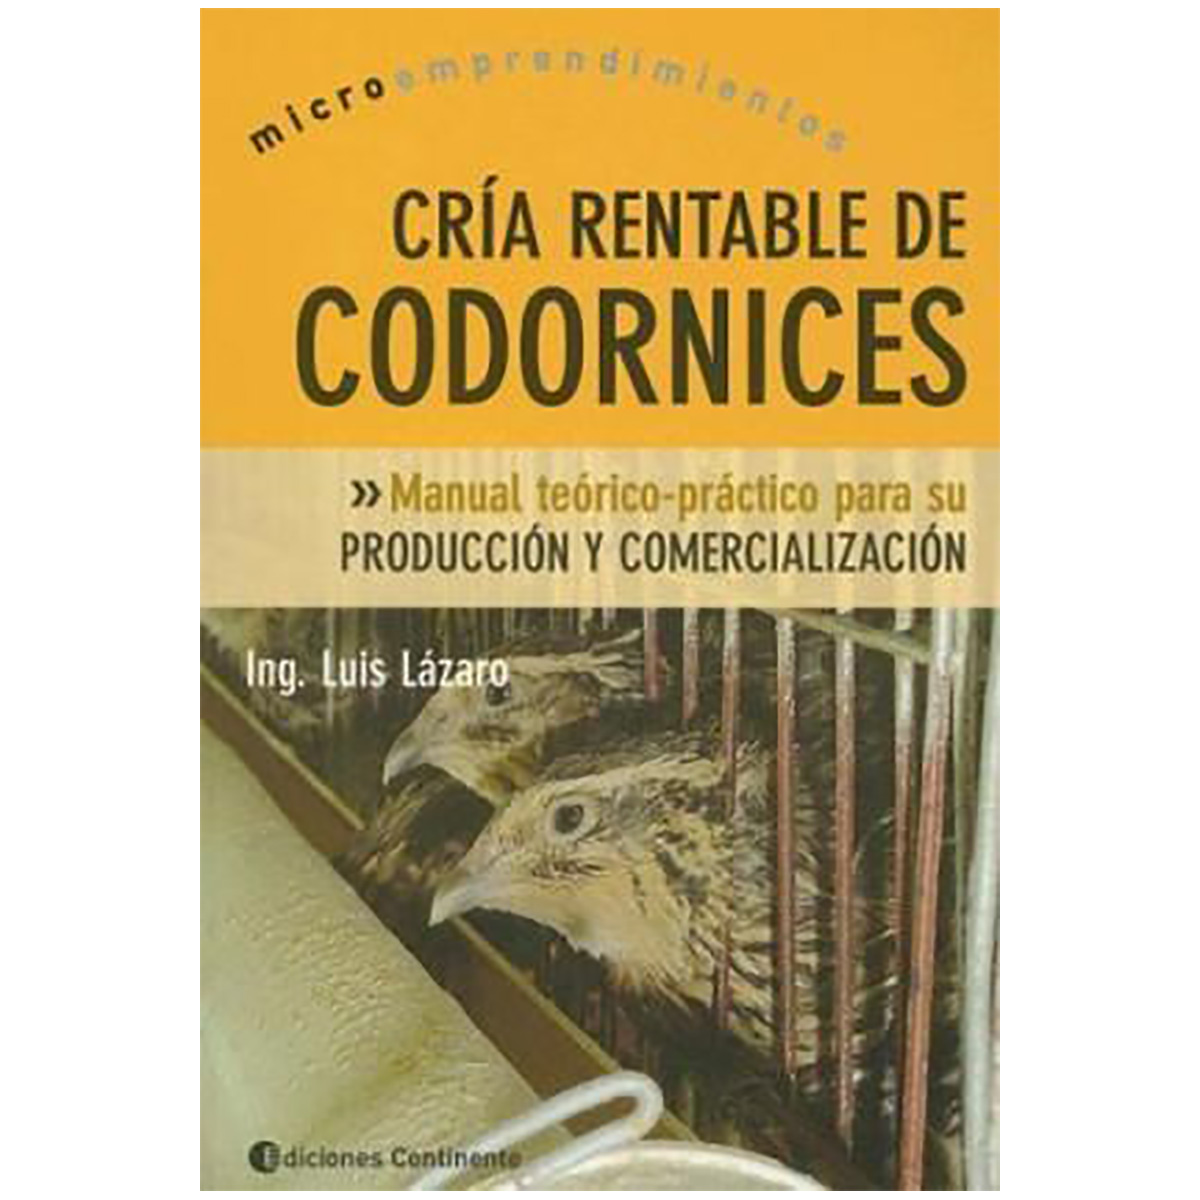 microemprendimientos
CRÍA RENTABLE DE
CODORNICES
» Manual teórico-práctico para su
PRODUCCIÓN Y COMERCIALIZACIÓN
Ing. Luis Lázaro
Ediciones Continente